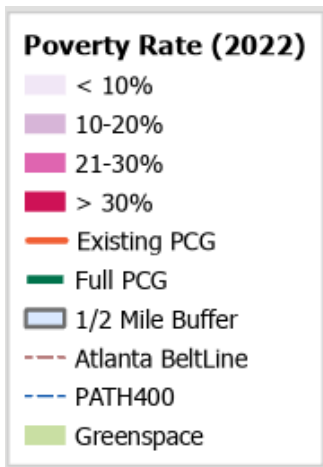 Poverty Rate (2022)
< 10%
10-20%
21-30%
> 30%
Existing PCG
Full PCG
1/2 Mile Buffer
Atlanta BeltLine
PATH400
Greenspace